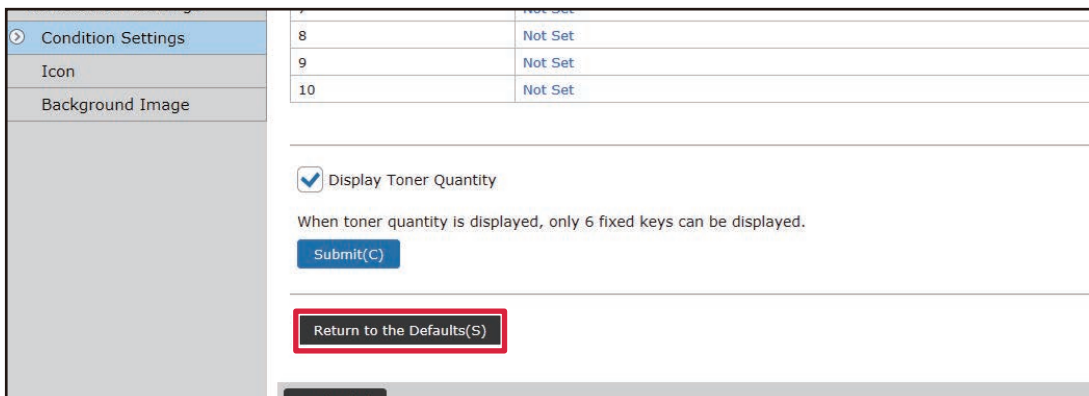 Condition Settings
Icon
Background Image
8 Not Set
9 Not Set
10 Not Set
Display Toner Quantity
When toner quantity is displayed, only 6 fixed keys can be displayed.
Submit(C)
Return to the Defaults(S)